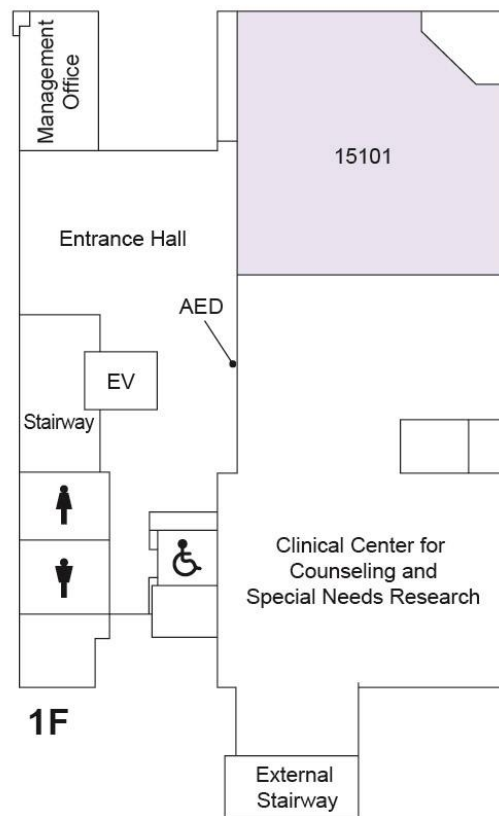 Management
Office
15101
Entrance Hall
AED
EV
Stairway
Clinical Center for
Counseling and
Special Needs Research
1F
External
Stairway